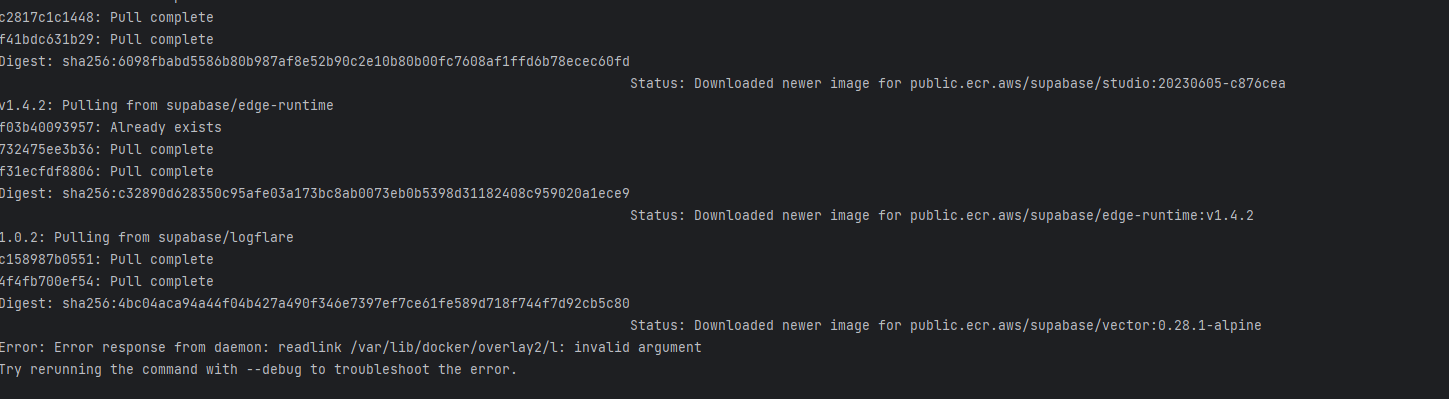 c2817c1c1448: Pull complete
f41bdc631b29: Pull complete
Digest: sha256:6098fbabd5586b80b987af8e52b90c2e10b80b00fc7608af1ffd6b78ecec60fd
Status: Downloaded newer image for public.ecr.aws/supabase/studio:20230605-c876cea
v1.4.2: Pulling from supabase/edge-runtime
f03b40093957: Already exists
732475ee3b36: Pull complete
f31ecfdf8806: Pull complete
Digest: sha256:c32890d628350c95afe03a173bc8ab0073eb0b5398d31182408c959020a1ece9
Status: Downloaded newer image for public.ecr.aws/supabase/edge-runtime:v1.4.2
1.0.2: Pulling from supabase/logflare
c158987b0551: Pull complete
4f4fb700ef54: Pull complete
Digest: sha256:4bc04aca94a44f04b427a490f346e7397ef7ce61fe589d718f744f7d92cb5c80
Status: Downloaded newer image for public.ecr.aws/supabase/vector:0.28.1-alpine
Error: Error response from daemon: readlink /var/lib/docker/overlay2/l: invalid argument
Try rerunning the command with --debug to troubleshoot the error.